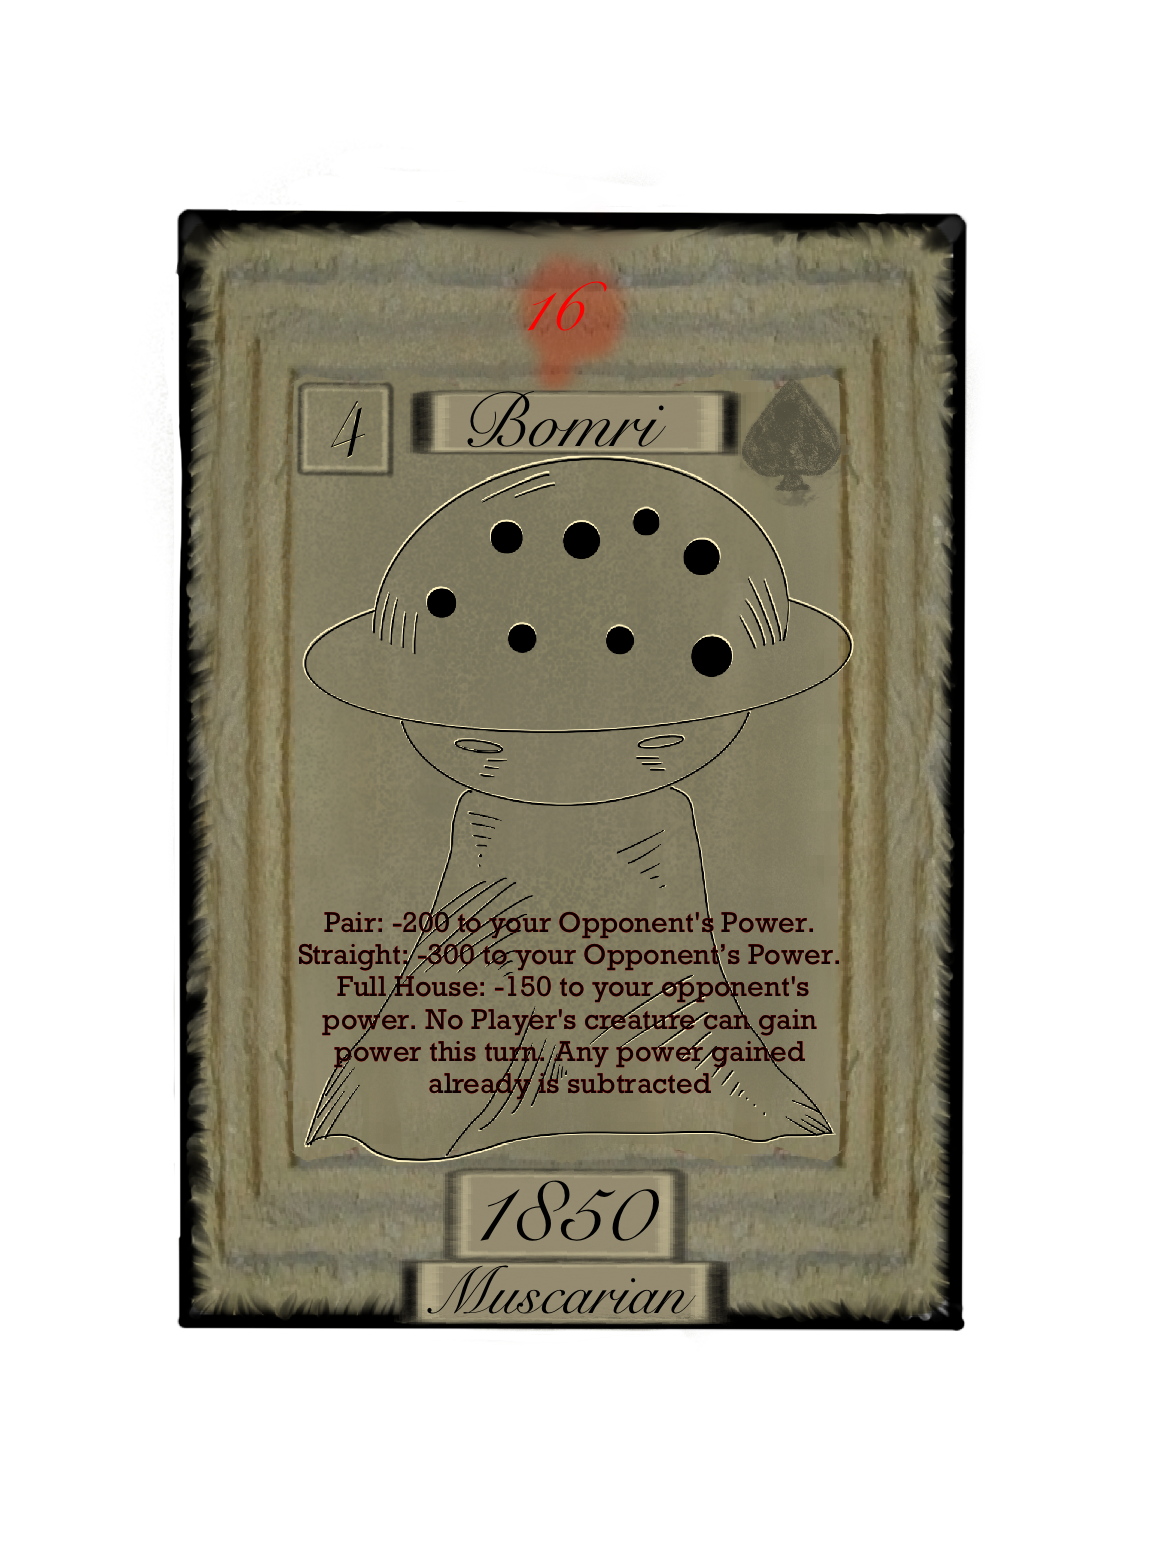 16
4
Bomri
Pair: -200 to your Opponent's Power.
Straight: -300 to your Opponent's Power.
Full House: -150 to your opponent's
power. No Player's creature can gain
power this turn. Any power gained
already is subtracted
1850
Muscarian